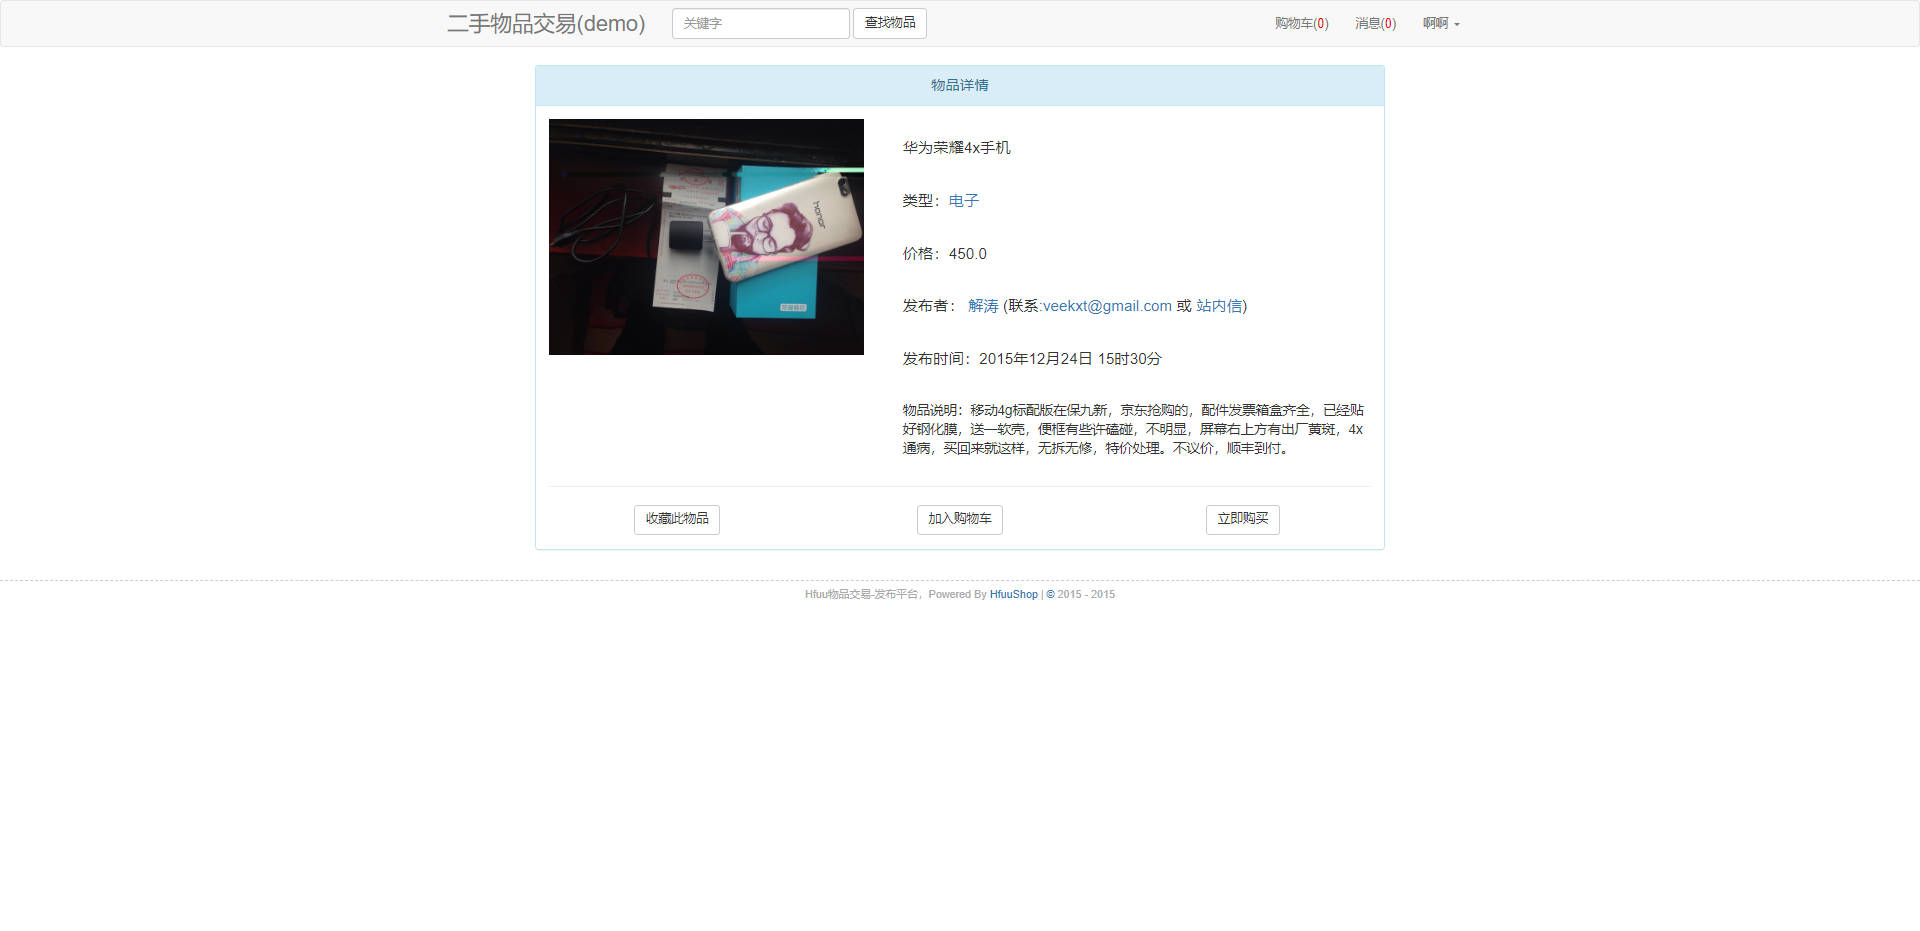 二手物品交易(demo)
关键字
查找物品
购物车(0)
消息(0)
啊啊
物品详情
honor
华为荣耀4x手机
类型：电子
价格：450.0
发布者： 解涛 (联系:veekxt@gmail.com 或 站内信)
发布时间：2015年12月24日 15时30分
物品说明：移动4g标配版在保九新，京东抢购的，配件发票箱盒齐全，已经贴
好钢化膜，送一软壳，便框有些许磕碰，不明显，屏幕右上方有出厂黄斑，4x
通病，买回来就这样，无拆无修，特价处理。不议价，顺丰到付。
收藏此物品
加入购物车
立即购买
Hfuu物品交易-发布平台，Powered By HfuuShop | © 2015 - 2015